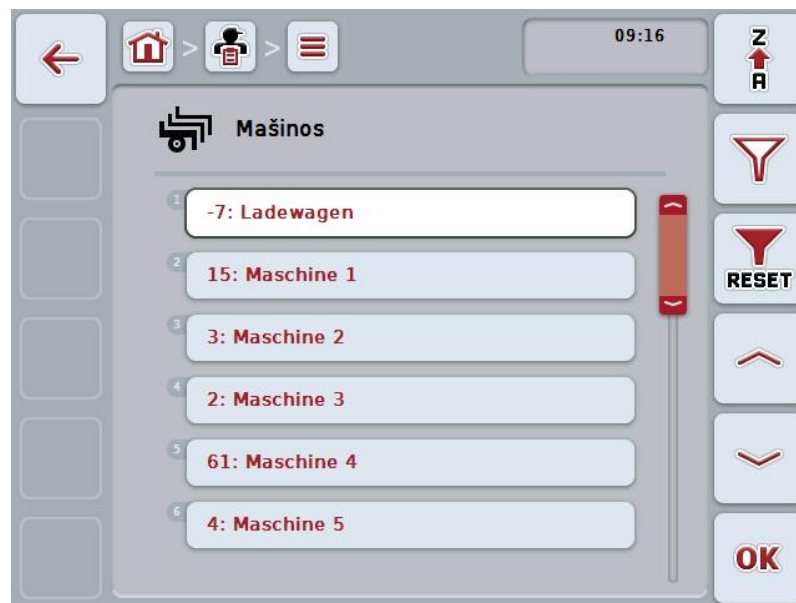 09:16
Z
A
Mašinos
1
-7: Ladewagen
2
15: Maschine 1
RESET
3
3: Maschine 2
4
2: Maschine 3
5
61: Maschine 4
6
4: Maschine 5
OK